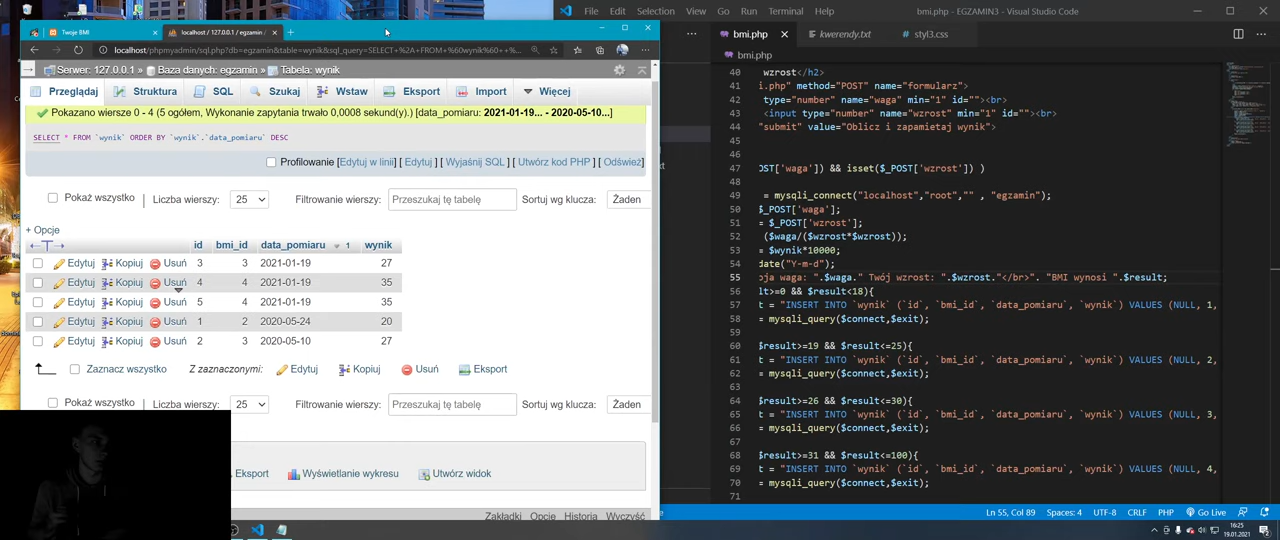 Twoje BMI
localhost / 127.0.0.1 / egzamin /
localhost/phpmyadmin/sql.php?db=egzamin&table=wynik&sql_query=SELECT+%2A+FROM+%60wynik%60++%...
Serwer: 127.0.0.1 » Baza danych: egzamin » Tabela: wynik
Przeglądaj Struktura SQL Szukaj Wstaw Eksport Import Więcej
Pokazano wiersze 0 - 4 (5 ogółem, Wykonanie zapytania trwało 0,0008 sekund(y).) [data_pomiaru: 2021-01-19... - 2020-05-10...]
SELECT * FROM `wynik` ORDER BY `wynik`.`data_pomiaru` DESC
Profilowanie [Edytuj w linii] [ Edytuj ] [ Wyjaśnij SQL ] [ Utwórz kod PHP ] [ Odśwież]
Pokaż wszystko Liczba wierszy: 25 Filtrowanie wierszy: Przeszukaj tę tabelę Sortuj wg klucza: Żaden
+ Opcje
id bmi_id data_pomiaru 1 wynik
Edytuj Kopiuj Usuń 3 3 2021-01-19 27
Edytuj Kopiuj Usuń 4 4 2021-01-19 35
Edytuj Kopiuj Usuń 5 4 2021-01-19 35
Edytuj Kopiuj Usuń 1 2 2020-05-24 20
Edytuj Kopiuj Usuń 2 3 2020-05-10 27
Zaznacz wszystko Z zaznaczonymi: Edytuj Kopiuj Usuń Eksport
Pokaż wszystko Liczba wierszy: 25 Filtrowanie wierszy: Przeszukaj tę tabelę Sortuj wg klucza: Żaden
Eksport Wyświetlanie wykresu Utwórz widok
Zakładki Opcje Historia Wyczyść
File Edit Selection View Go Run Terminal Help bmi.php - EGZAMIN3 - Visual Studio Code
bmi.php kwerendy.txt styl3.css
bmi.php
40 wzrost</h2>
41 i.php" method="POST" name="formularz">
42 type="number" name="waga" min="1" id=""><br>
43 <input type="number" name="wzrost" min="1" id=""><br>
44 "submit" value="Oblicz i zapamietaj wynik">
45
46
47 OST['waga']) && isset($_POST['wzrost']) )
48
49 = mysqli_connect("localhost","root","" , "egzamin");
50 $_POST['waga'];
51 = $_POST['wzrost'];
52 ($waga/($wzrost*$wzrost));
53 = $wynik*10000;
54 date("Y-m-d");
55 oja waga: ".$waga." Twój wzrost: ".$wzrost."</br>". "BMI wynosi ".$result;
56 lt>=0 && $result<18){
57 t = "INSERT INTO `wynik` (`id`, `bmi_id`, `data_pomiaru`, `wynik`) VALUES (NULL, 1,
58 = mysqli_query($connect,$exit);
59
60 $result>=19 && $result<=25){
61 t = "INSERT INTO `wynik` (`id`, `bmi_id`, `data_pomiaru`, `wynik`) VALUES (NULL, 2,
62 = mysqli_query($connect,$exit);
63
64 $result>=26 && $result<=30){
65 t = "INSERT INTO `wynik` (`id`, `bmi_id`, `data_pomiaru`, `wynik`) VALUES (NULL, 3,
66 = mysqli_query($connect,$exit);
67
68 $result>=31 && $result<=100){
69 t = "INSERT INTO `wynik` (`id`, `bmi_id`, `data_pomiaru`, `wynik`) VALUES (NULL, 4,
70 = mysqli_query($connect,$exit);
71
Ln 55, Col 89 Spaces: 4 UTF-8 CRLF PHP Go Live
16:25
19.01.2021